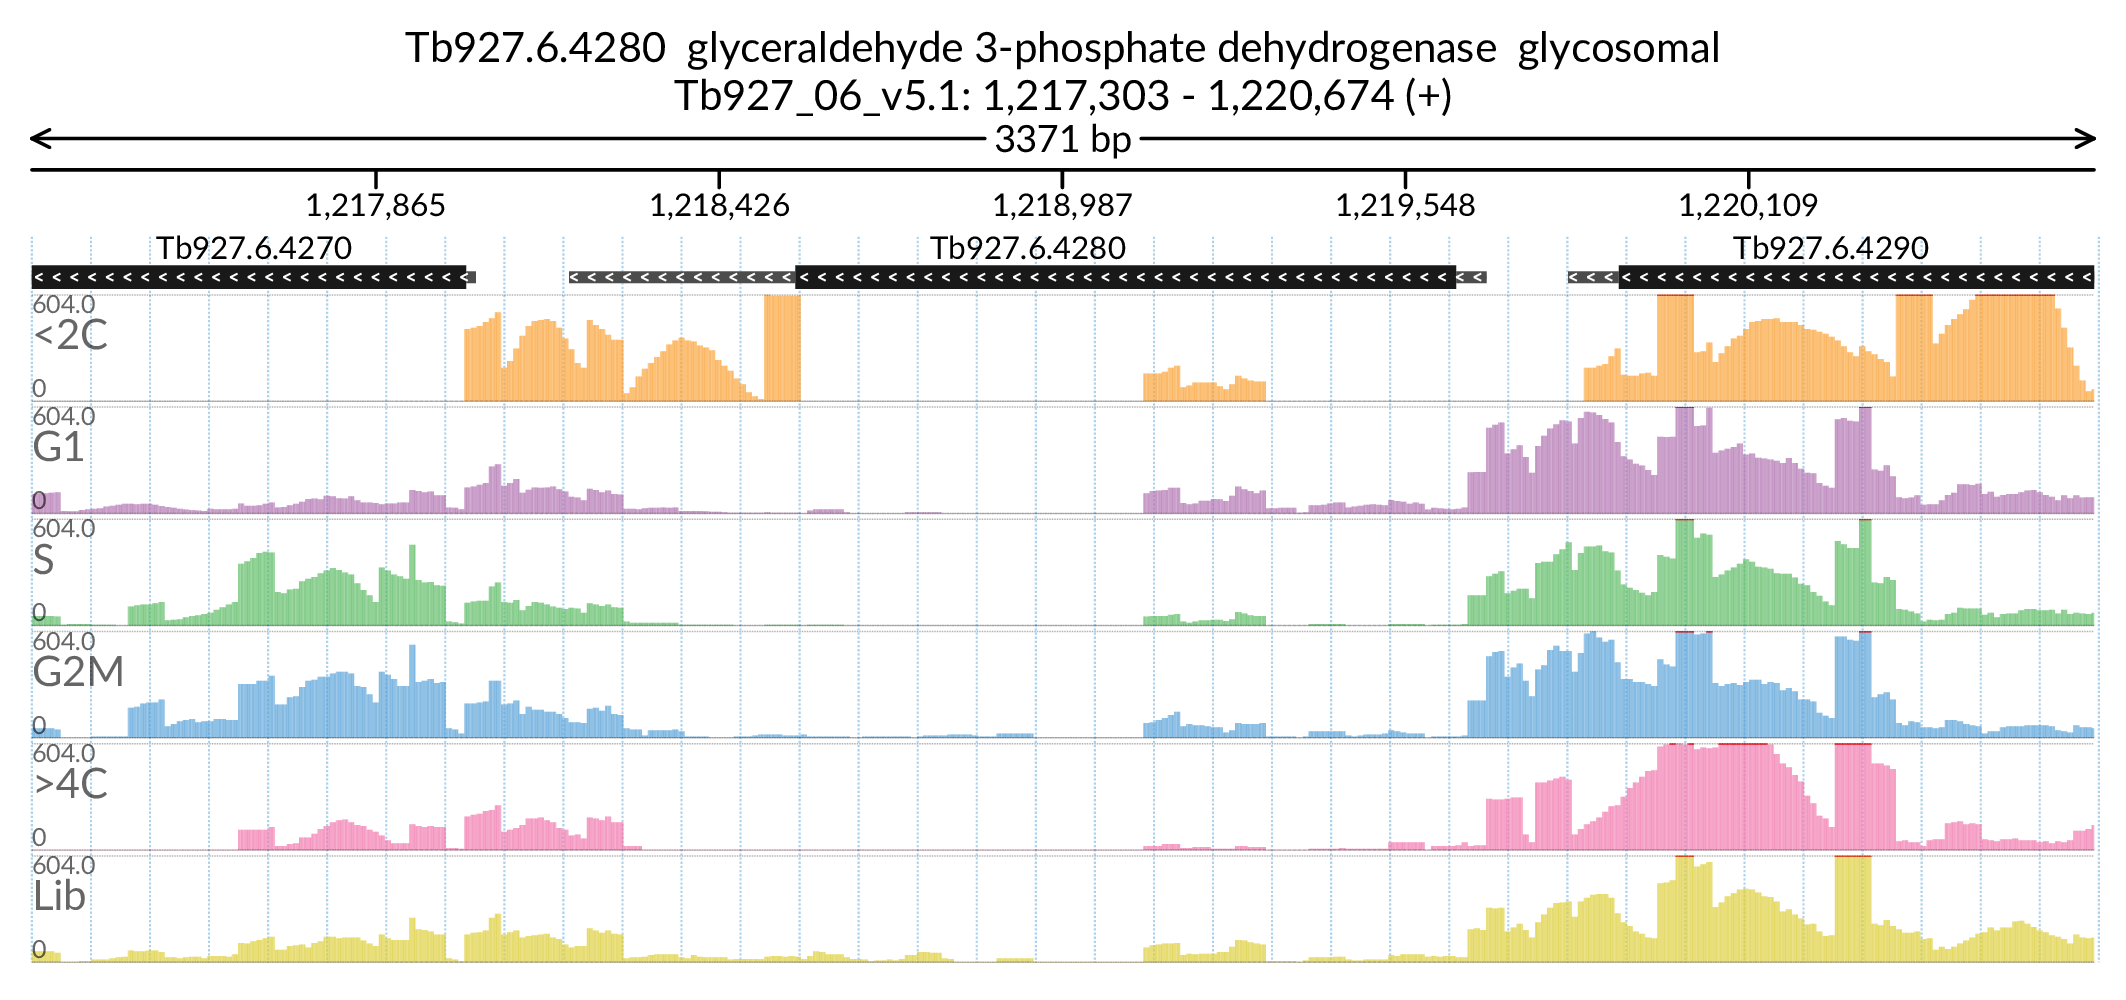 Tb927.6.4280 glyceraldehyde 3-phosphate dehydrogenase glycosomal
Tb927_06_v5.1: 1,217,303 - 1,220,674 (+)
3371 bp
1,217,865 1,218,426 1,218,987 1,219,548 1,220,109
Tb927.6.4270 Tb927.6.4280 Tb927.6.4290
604.0
<2C
0
604.0
G1
0
604.0
S
0
604.0
G2M
0
604.0
>4C
0
604.0
Lib
0